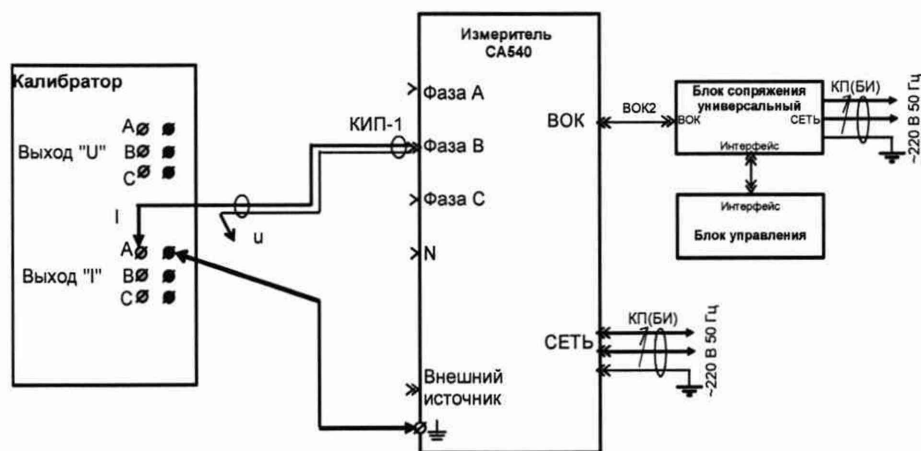 Измеритель
СА540
Калибратор
Выход "U"
A
B
C
I
u
Выход "I"
A
B
C
КИП-1
Фаза А
Фаза В
Фаза С
N
Внешний
источник
ВОК
СЕТЬ
ВОК2
Блок сопряжения
универсальный
ВОК
СЕТЬ
Интерфейс
КП(БИ)
~220 В 50 Гц
Интерфейс
Блок управления
КП(БИ)
~220 В 50 Гц